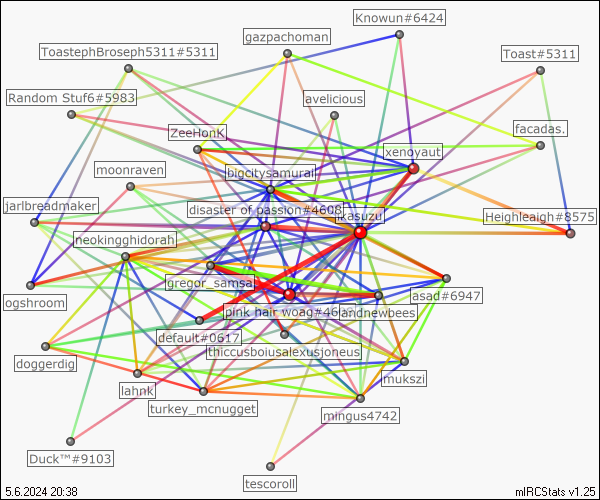 Knowun#6424
gazpachoman
ToastephBroseph5311#5311
Toast#5311
Random Stuf6#5983
avelicious
ZeeHonK
facadas.
xenoyaut
moonraven
bigcitysamurai
jarlbreadmaker
disaster of passion#4608
ikasuzu
Heighleagh#8575
neokingghidorah
gregor_samsa
asad#6947
ogshroom
pink hair woag#46
andnewbees
default#0617
thiccusboiusalexusjoneus
doggerdig
mukszi
lahnk
turkey_mcnugget
mingus4742
Duck™#9103
tescoroll
5.6.2024 20:38
mIRCStats v1.25